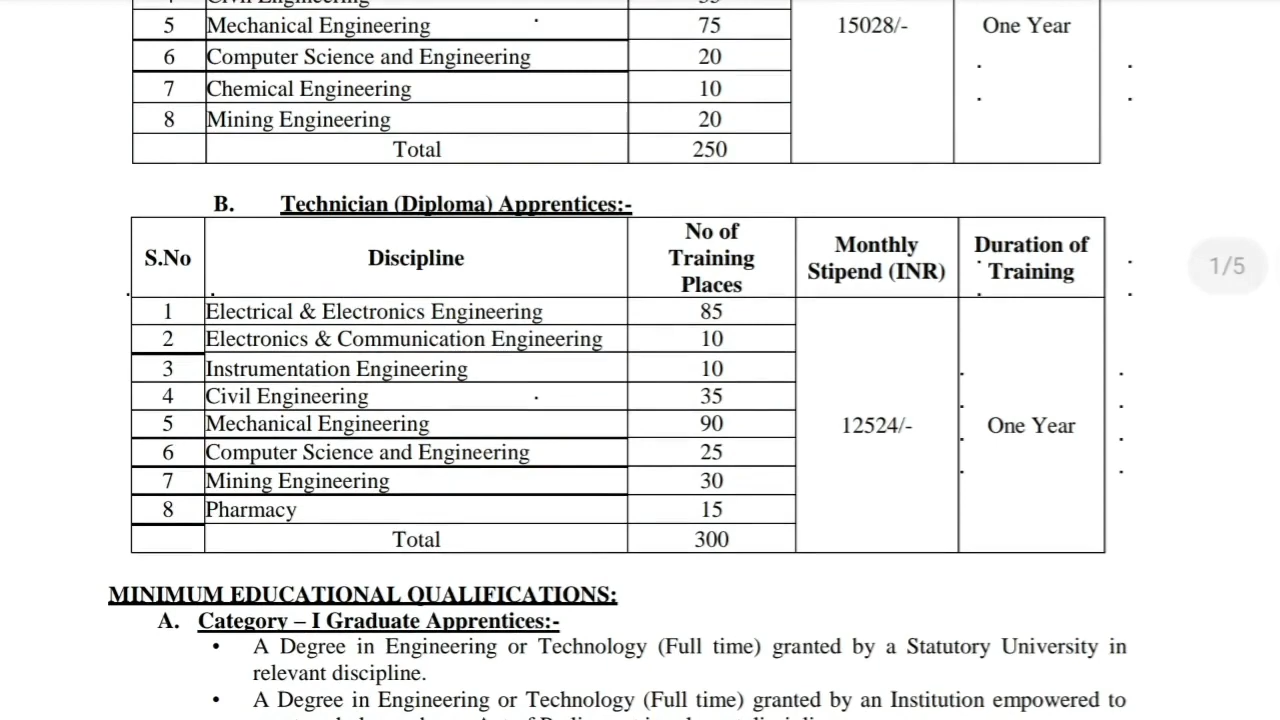 4 Civil Engineering 35
5 Mechanical Engineering 75 15028/- One Year
6 Computer Science and Engineering 20
7 Chemical Engineering 10
8 Mining Engineering 20
Total 250
B. Technician (Diploma) Apprentices:-
S.No Discipline No of Training Places Monthly Stipend (INR) Duration of Training
1/5
1 Electrical & Electronics Engineering 85
2 Electronics & Communication Engineering 10
3 Instrumentation Engineering 10
4 Civil Engineering 35
5 Mechanical Engineering 90 12524/- One Year
6 Computer Science and Engineering 25
7 Mining Engineering 30
8 Pharmacy 15
Total 300
MINIMUM EDUCATIONAL QUALIFICATIONS:
A. Category – I Graduate Apprentices:-
• A Degree in Engineering or Technology (Full time) granted by a Statutory University in
relevant discipline.
• A Degree in Engineering or Technology (Full time) granted by an Institution empowered to